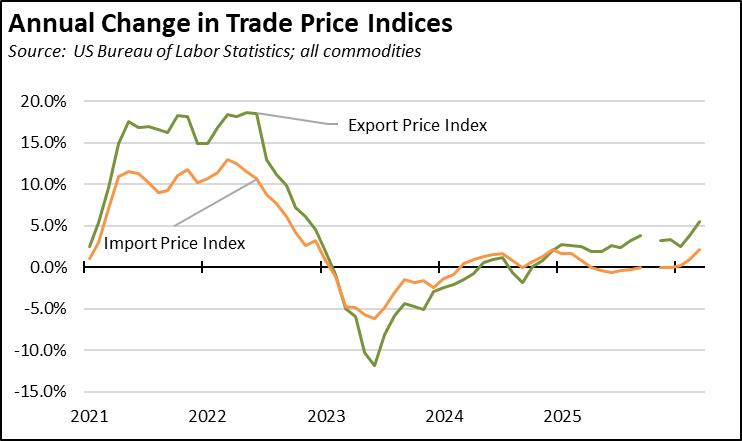 Annual Change in Trade Price Indices
Source:  US Bureau of Labor Statistics; all commodities
20.0%
Export Price Index
15.0%
10.0%
5.0%
Import Price Index
0.0%
-5.0%
-10.0%
-15.0%
2021 2022 2023 2024 2025